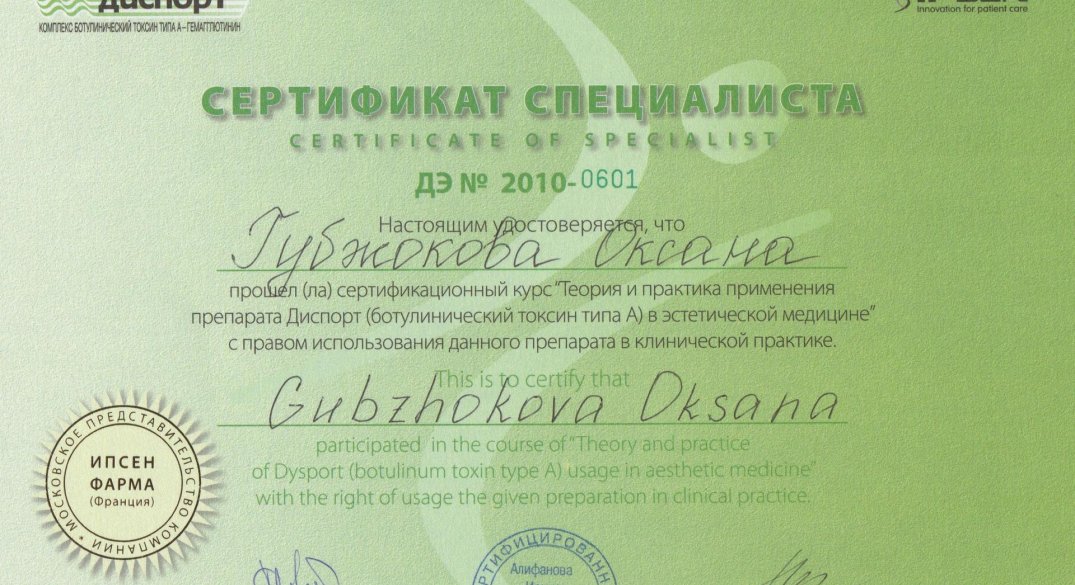 диспорт
КОМПЛЕКС БОТУЛИНИЧЕСКИЙ ТОКСИН ТИПА А – ГЕМАГГЛЮТИНИН
Innovation for patient care
СЕРТИФИКАТ СПЕЦИАЛИСТА
CERTIFICATE OF SPECIALIST
ДЭ № 2010-0601
Настоящим удостоверяется, что
Губжокова Оксана
прошел (ла) сертификационный курс "Теория и практика применения
препарата Диспорт (ботулинический токсин типа А) в эстетической медицине"
с правом использования данного препарата в клинической практике.
This is to certify that
Gubzhokova Oksana
participated in the course of "Theory and practice
of Dysport (botulinum toxin type A) usage in aesthetic medicine"
with the right of usage the given preparation in clinical practice.
МОСКОВСКОЕ ПРЕДСТАВИТЕЛЬСТВО КОМПАНИИ *
ИПСЕН
ФАРМА
(Франция)
Алифанова